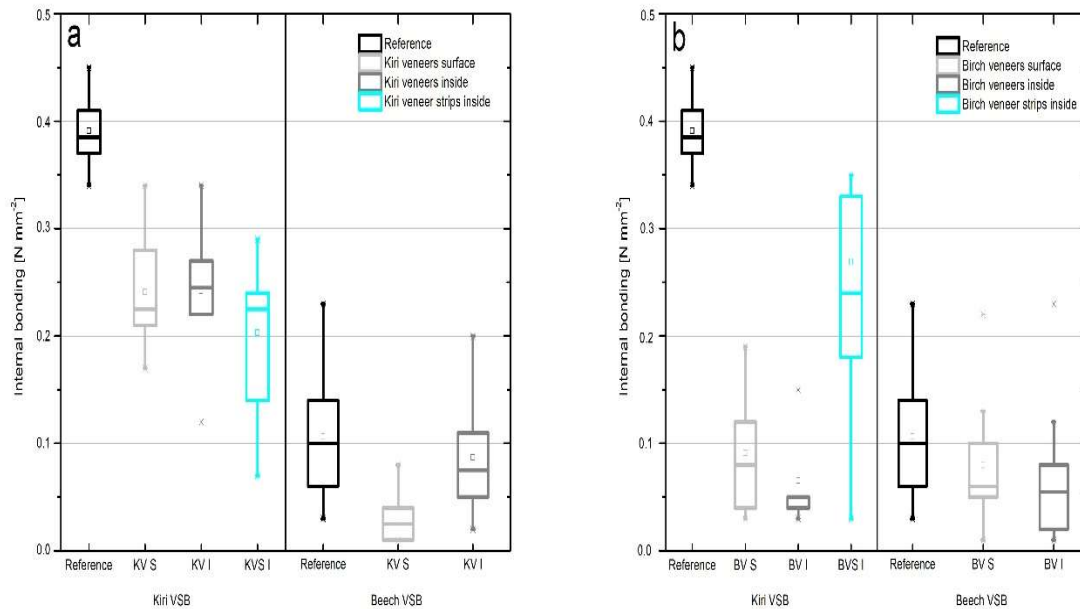 a
0.5
0.4
0.3
0.2
0.1
0.0
Internal bonding [N mm⁻²]
Reference
Kiri veneers surface
Kiri veneers inside
Kiri veneer strips inside
Reference KV S KV I KVS I Reference KV S KV I
Kiri VSB Beech VSB
b
0.5
0.4
0.3
0.2
0.1
0.0
Internal bonding [N mm⁻²]
Reference
Birch veneers surface
Birch veneers inside
Birch veneer strips inside
Reference BV S BV I BVS I Reference BV S BV I
Kiri VSB Beech VSB